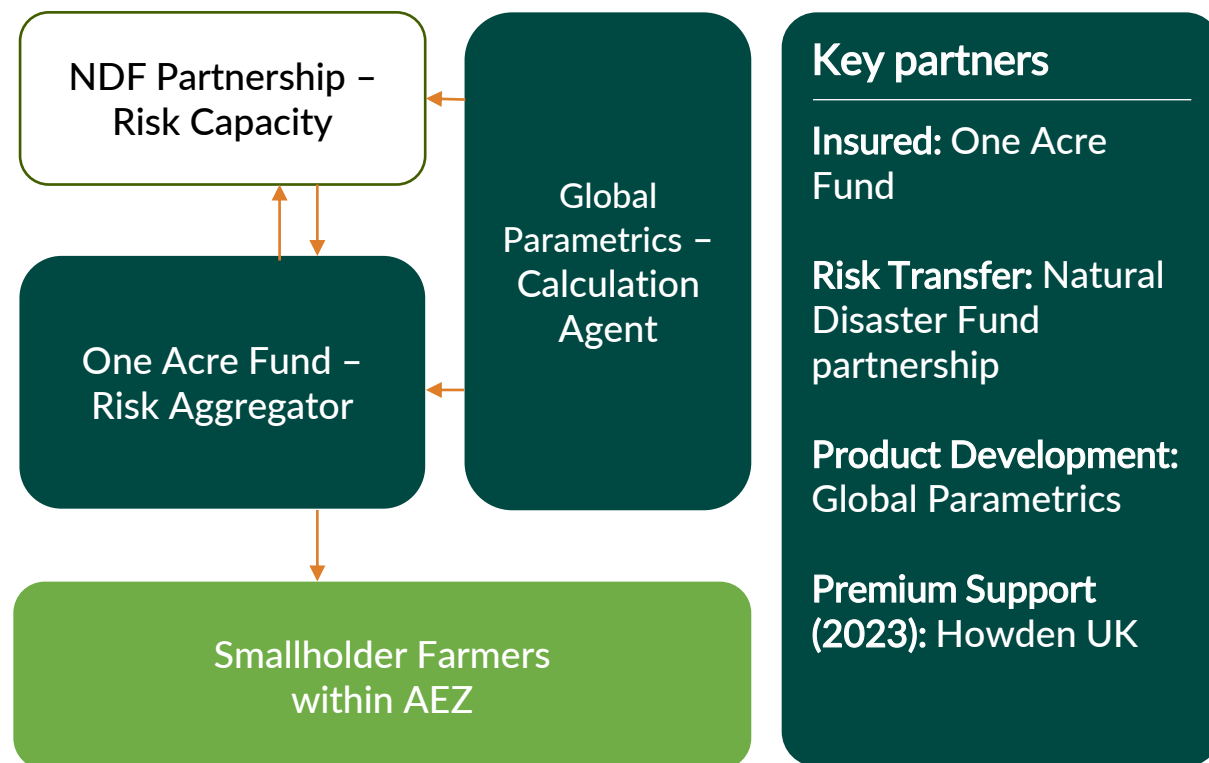 NDF Partnership –
Risk Capacity
Global
Parametrics –
Calculation
Agent
One Acre Fund –
Risk Aggregator
Smallholder Farmers
within AEZ
Key partners
Insured: One Acre
Fund
Risk Transfer: Natural
Disaster Fund
partnership
Product Development:
Global Parametrics
Premium Support
(2023): Howden UK